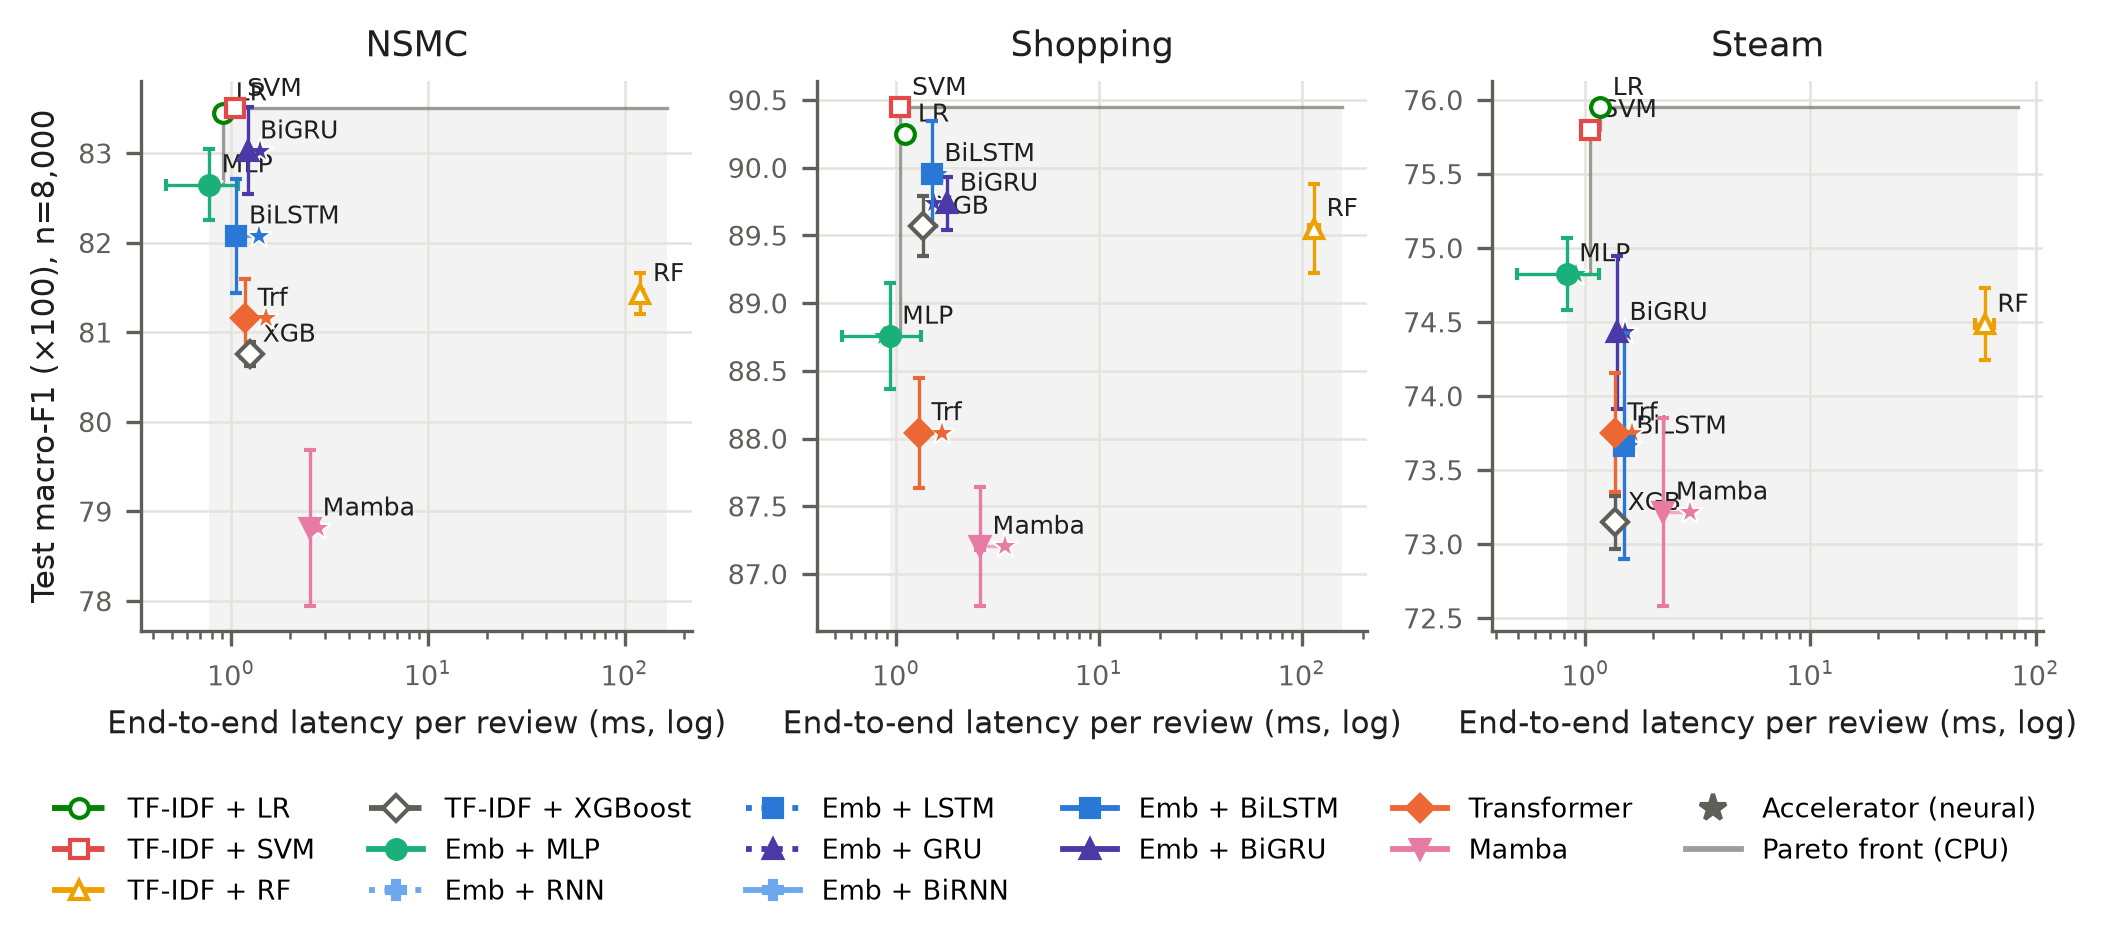 NSMC
Shopping
Steam
Test macro-F1 (×100), n=8,000
83
82
81
80
79
78
SVM
LR
BiGRU
MLP
BiLSTM
Trf
XGB
RF
Mamba
10⁰
10¹
10²
End-to-end latency per review (ms, log)
90.5
90.0
89.5
89.0
88.5
88.0
87.5
87.0
SVM
LR
BiLSTM
BiGRU
XGB
RF
MLP
Trf
Mamba
10⁰
10¹
10²
End-to-end latency per review (ms, log)
76.0
75.5
75.0
74.5
74.0
73.5
73.0
72.5
LR
SVM
MLP
BiGRU
RF
Trf
BiLSTM
XGB
Mamba
10⁰
10¹
10²
End-to-end latency per review (ms, log)
TF-IDF + LR
TF-IDF + SVM
TF-IDF + RF
TF-IDF + XGBoost
Emb + MLP
Emb + RNN
Emb + LSTM
Emb + GRU
Emb + BiRNN
Emb + BiLSTM
Emb + BiGRU
Transformer
Mamba
Accelerator (neural)
Pareto front (CPU)